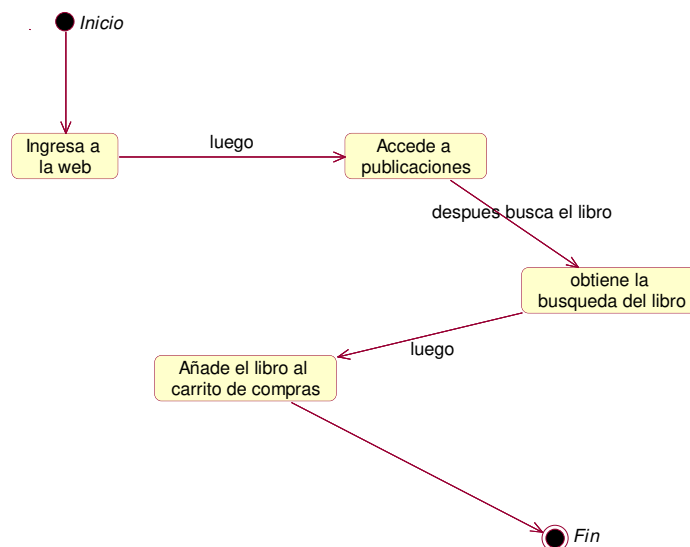 Inicio
Ingresa a
la web
luego
Accede a
publicaciones
despues busca el libro
obtiene la
busqueda del libro
luego
Añade el libro al
carrito de compras
Fin